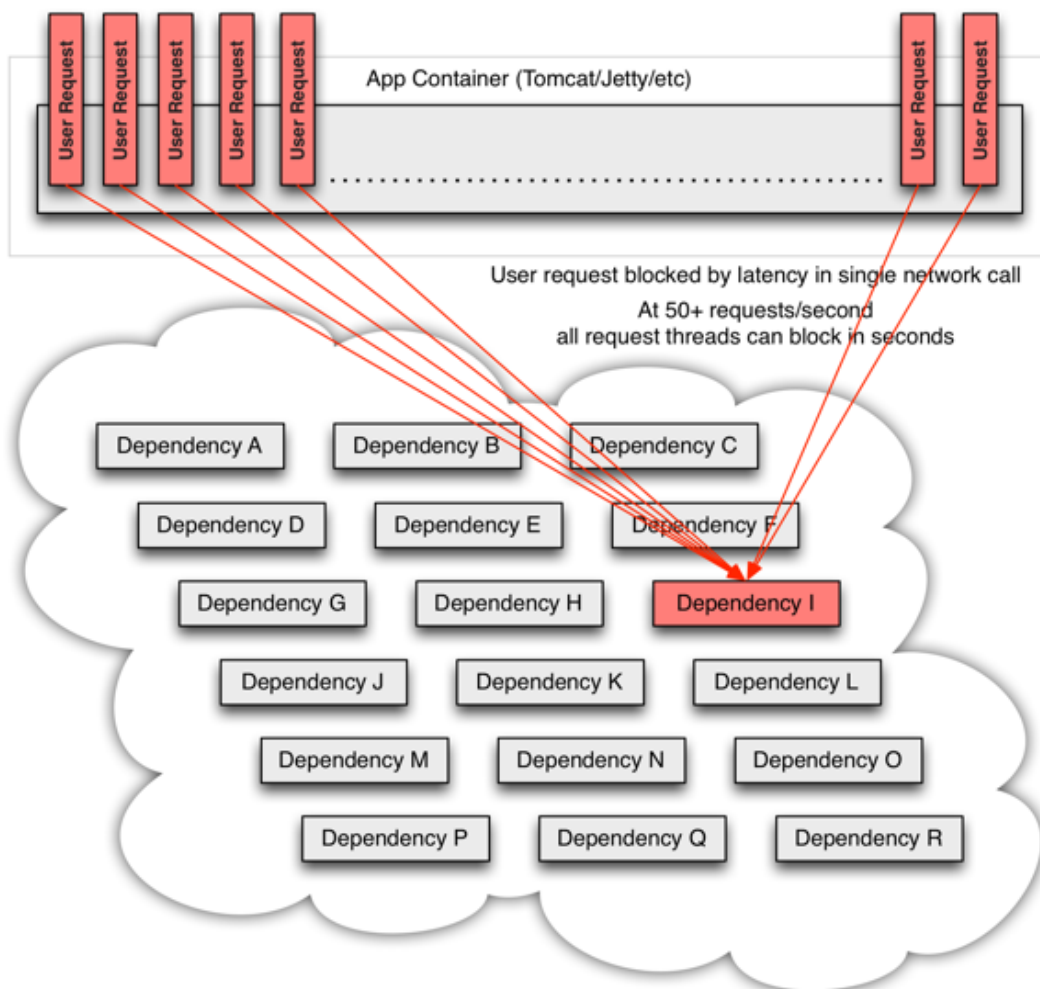 User Request
User Request
User Request
User Request
User Request
User Request
User Request
App Container (Tomcat/Jetty/etc)
User request blocked by latency in single network call
At 50+ requests/second
all request threads can block in seconds
Dependency A
Dependency B
Dependency C
Dependency D
Dependency E
Dependency F
Dependency G
Dependency H
Dependency I
Dependency J
Dependency K
Dependency L
Dependency M
Dependency N
Dependency O
Dependency P
Dependency Q
Dependency R